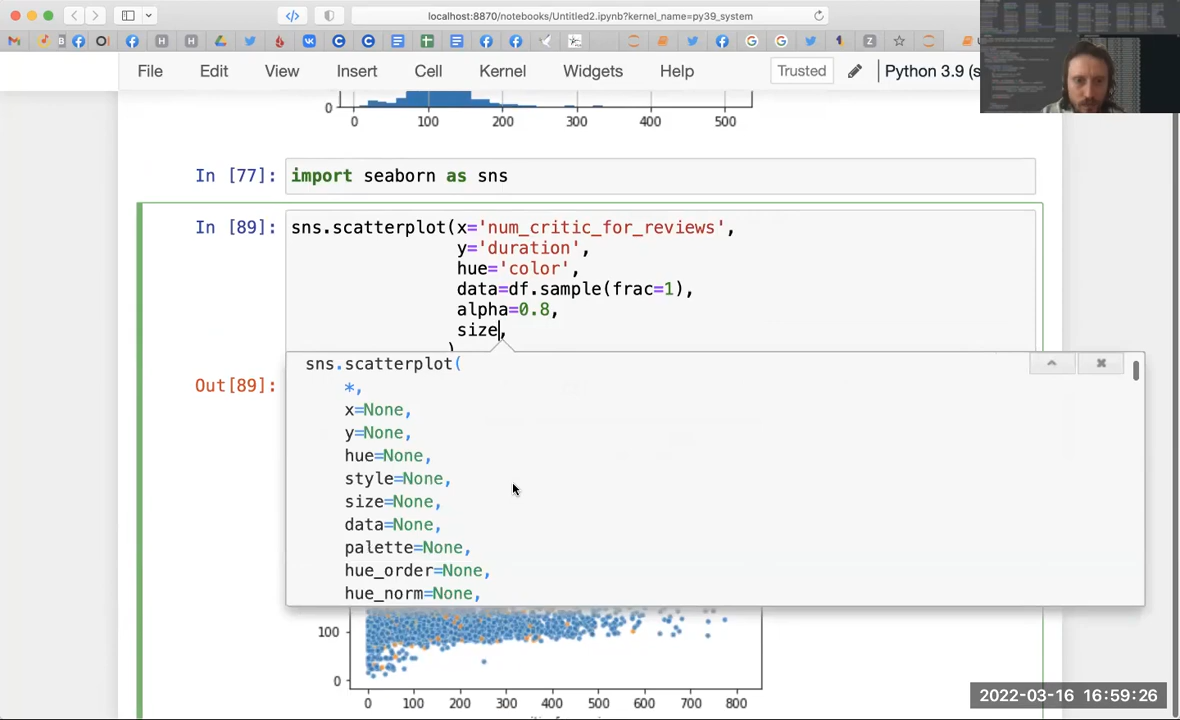 localhost:8870/notebooks/Untitled2.ipynb?kernel_name=py39_system
File Edit View Insert Cell Kernel Widgets Help Trusted Python 3.9 (s
0
0 100 200 300 400 500
In [77]: import seaborn as sns
In [89]: sns.scatterplot(x='num_critic_for_reviews',
y='duration',
hue='color',
data=df.sample(frac=1),
alpha=0.8,
size,
)
Out[89]:
sns.scatterplot(
*,
x=None,
y=None,
hue=None,
style=None,
size=None,
data=None,
palette=None,
hue_order=None,
hue_norm=None,
100
0
0 100 200 300 400 500 600 700 800
2022-03-16 16:59:26